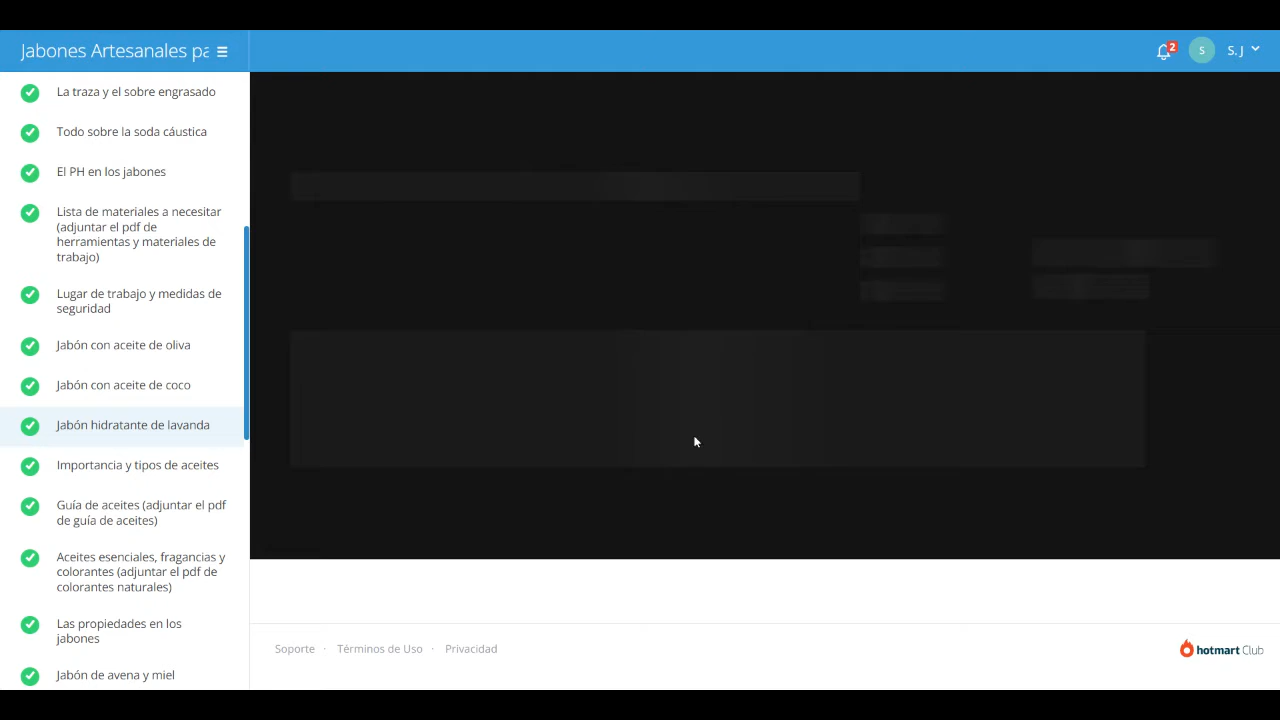 Jabones Artesanales pa
2
S
S. J
La traza y el sobre engrasado
Todo sobre la soda cáustica
El PH en los jabones
Lista de materiales a necesitar
(adjuntar el pdf de
herramientas y materiales de
trabajo)
Lugar de trabajo y medidas de
seguridad
Jabón con aceite de oliva
Jabón con aceite de coco
Jabón hidratante de lavanda
Importancia y tipos de aceites
Guía de aceites (adjuntar el pdf
de guía de aceites)
Aceites esenciales, fragancias y
colorantes (adjuntar el pdf de
colorantes naturales)
Las propiedades en los
jabones
Jabón de avena y miel
Soporte · Términos de Uso · Privacidad
hotmart Club